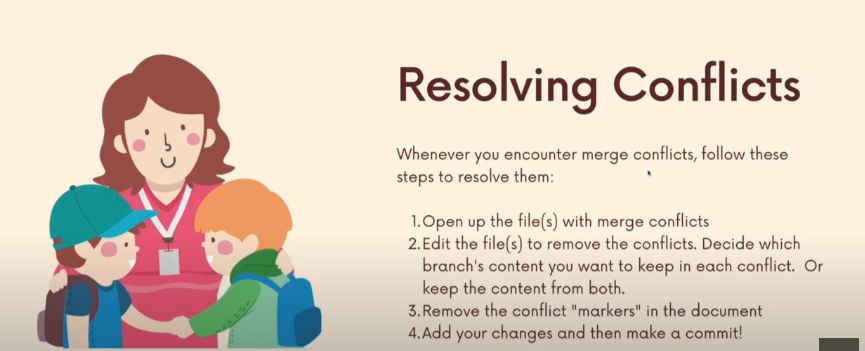 Resolving Conflicts
Whenever you encounter merge conflicts, follow these
steps to resolve them:
1.Open up the file(s) with merge conflicts
2.Edit the file(s) to remove the conflicts. Decide which
branch's content you want to keep in each conflict. Or
keep the content from both.
3.Remove the conflict "markers" in the document
4.Add your changes and then make a commit!